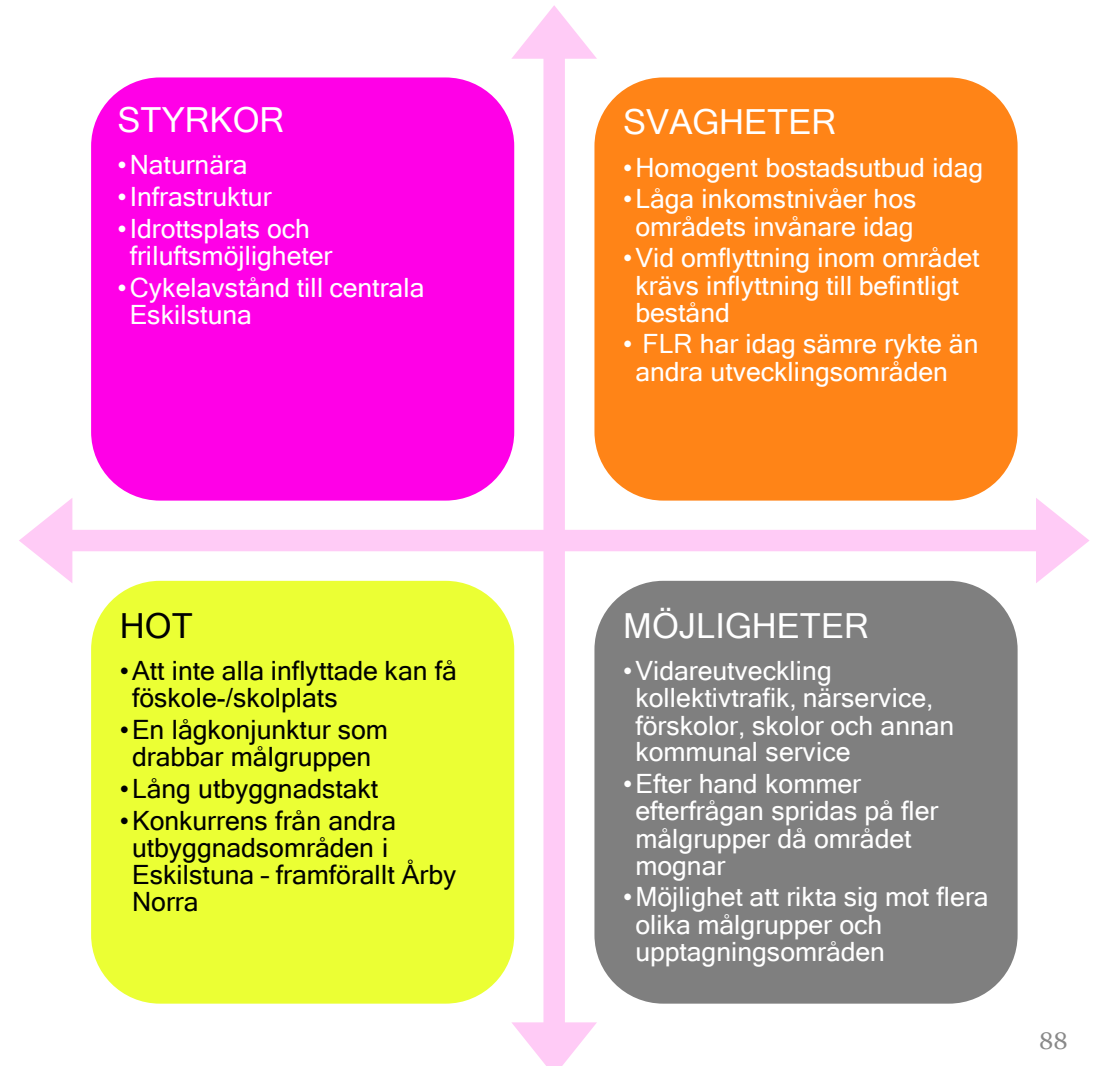 STYRKOR
•Naturnära
•Infrastruktur
•Idrottsplats och
friluftsmöjligheter
•Cykelavstånd till centrala
Eskilstuna
SVAGHETER
•Homogent bostadsutbud idag
•Låga inkomstnivåer hos
områdets invånare idag
•Vid omflyttning inom området
krävs inflyttning till befintligt
bestånd
• FLR har idag sämre rykte än
andra utvecklingsområden
HOT
•Att inte alla inflyttade kan få
föskole-/skolplats
•En lågkonjunktur som
drabbar målgruppen
•Lång utbyggnadstakt
•Konkurrens från andra
utbyggnadsområden i
Eskilstuna – framförallt Årby
Norra
MÖJLIGHETER
•Vidareutveckling
kollektivtrafik, närservice,
förskolor, skolor och annan
kommunal service
•Efter hand kommer
efterfrågan spridas på fler
målgrupper då området
mognar
•Möjlighet att rikta sig mot flera
olika målgrupper och
upptagningsområden
88